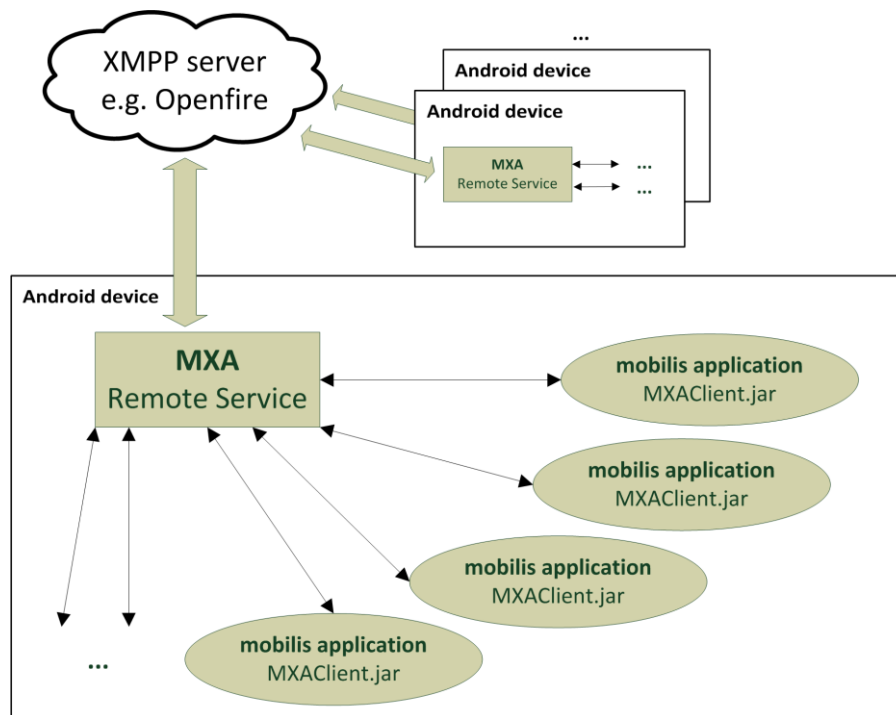 XMPP server
e.g. Openfire
...
Android device
Android device
MXA
Remote Service
...
...
Android device
MXA
Remote Service
mobilis application
MXAClient.jar
mobilis application
MXAClient.jar
mobilis application
MXAClient.jar
mobilis application
MXAClient.jar
...